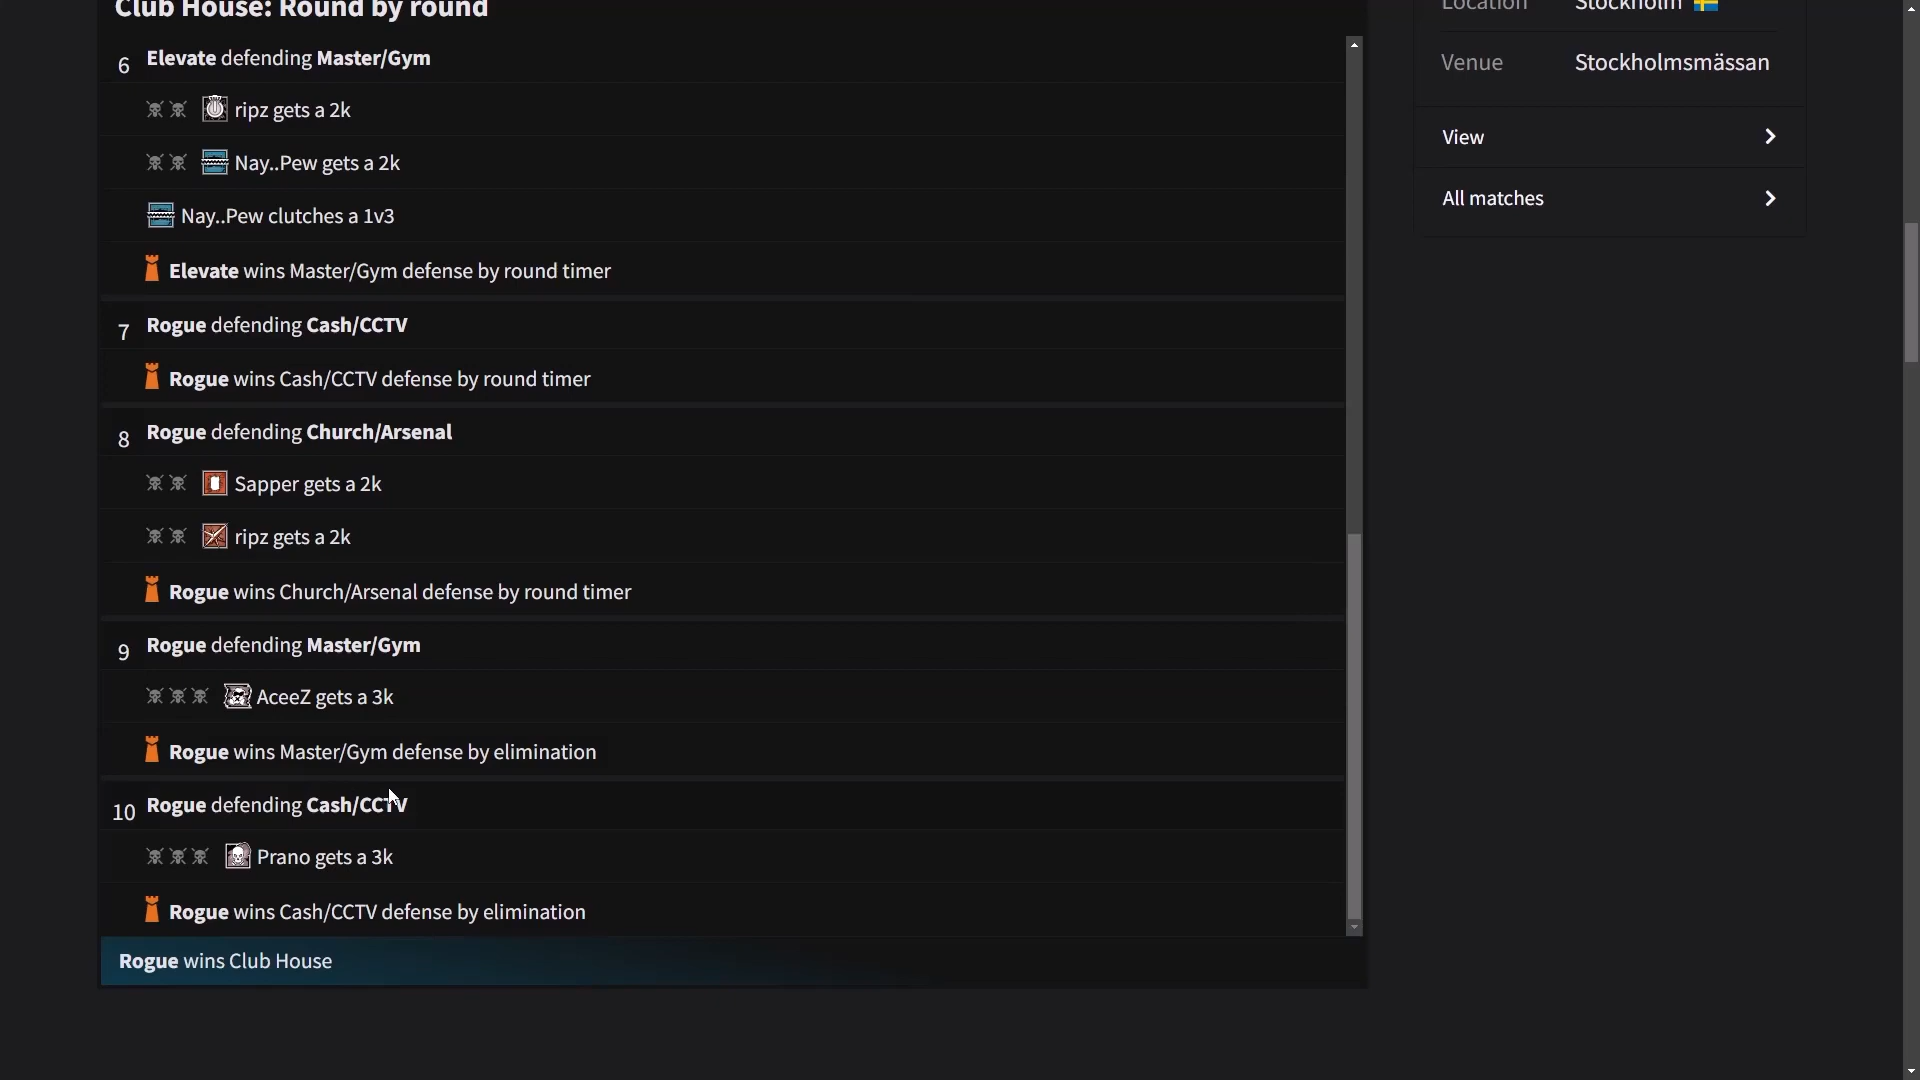 Club House: Round by round
Location Stockholm
Venue Stockholmsmässan
View
All matches
6 Elevate defending Master/Gym
ripz gets a 2k
Nay..Pew gets a 2k
Nay..Pew clutches a 1v3
Elevate wins Master/Gym defense by round timer
7 Rogue defending Cash/CCTV
Rogue wins Cash/CCTV defense by round timer
8 Rogue defending Church/Arsenal
Sapper gets a 2k
ripz gets a 2k
Rogue wins Church/Arsenal defense by round timer
9 Rogue defending Master/Gym
AceeZ gets a 3k
Rogue wins Master/Gym defense by elimination
10 Rogue defending Cash/CCTV
Prano gets a 3k
Rogue wins Cash/CCTV defense by elimination
Rogue wins Club House